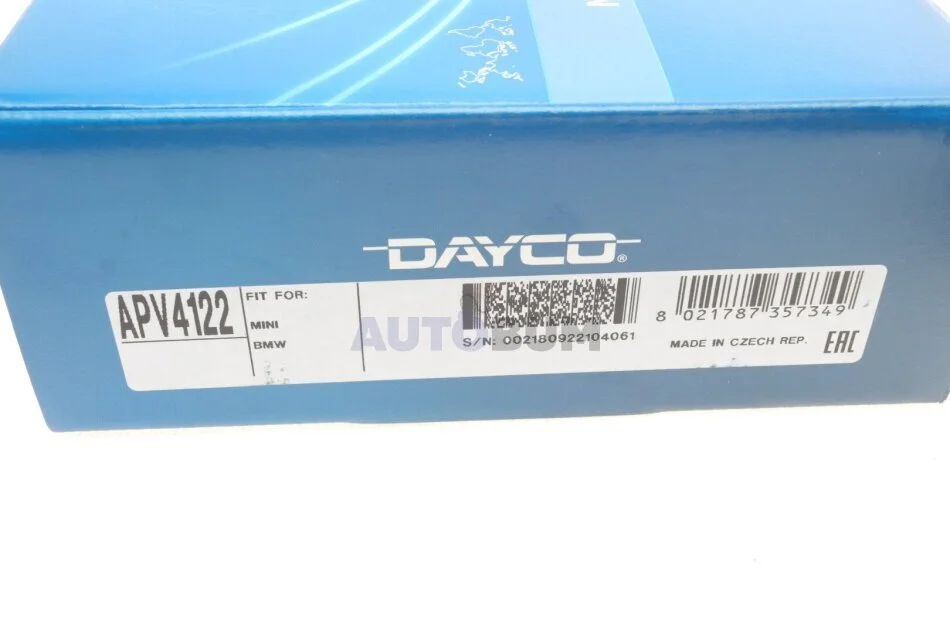 DAYCO®
APV4122
FIT FOR:
MINI
BMW
S/N: 002180922104061
8 021787 357349
MADE IN CZECH REP.
EAC
AUTOBUM